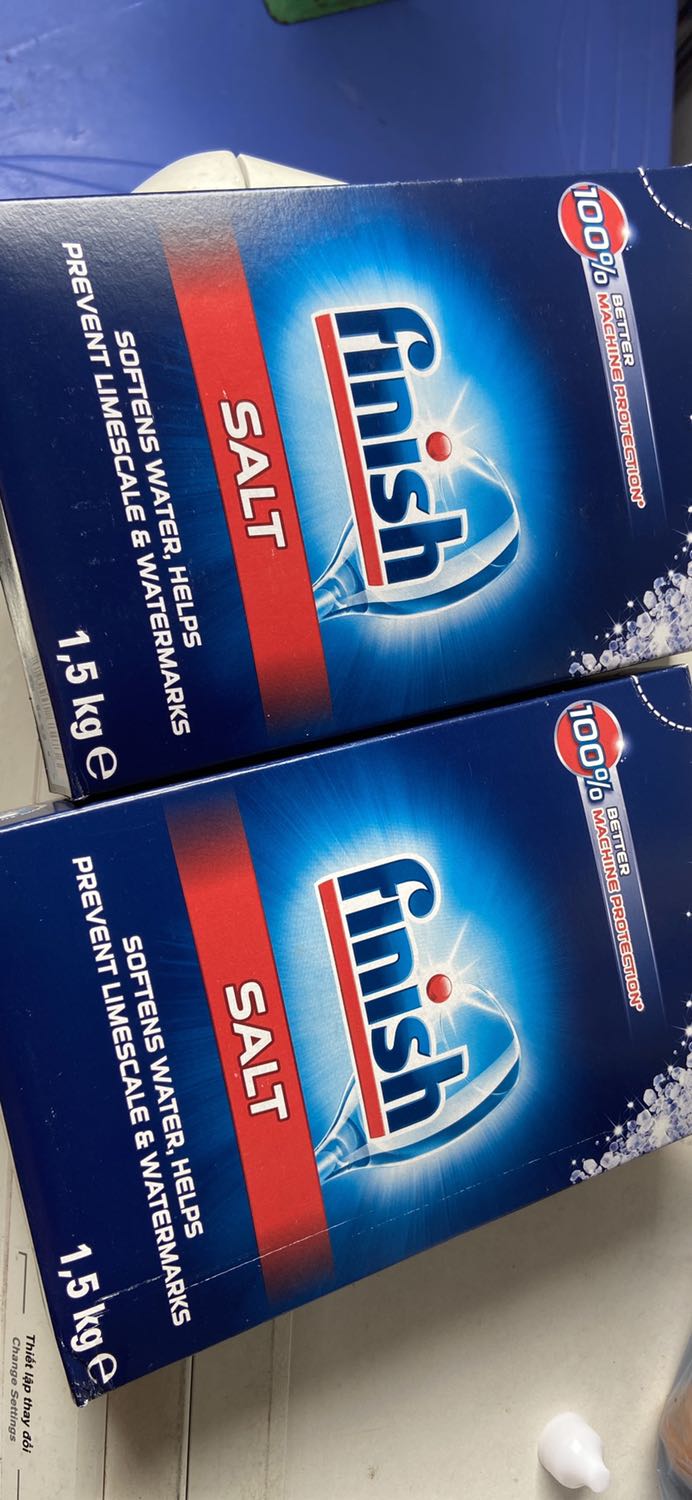 100%
BETTER
MACHINE PROTECTION*
finish
SALT
SOFTENS WATER, HELPS
PREVENT LIMESCALE & WATERMARKS
1,5 kg e
100%
BETTER
MACHINE PROTECTION*
finish
SALT
SOFTENS WATER, HELPS
PREVENT LIMESCALE & WATERMARKS
1,5 kg e
Thiết lập thay đổi
Change Settings